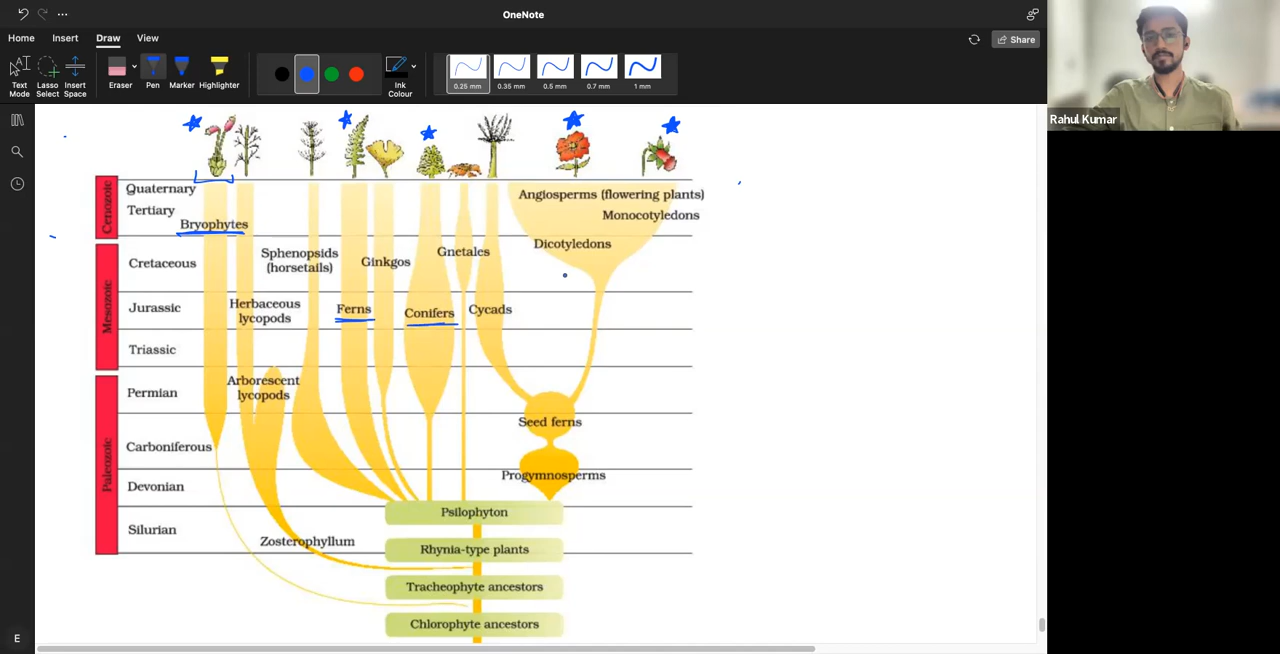 OneNote
Home Insert Draw View
Share
Text Mode
Lasso Select
Insert Space
Eraser
Pen
Marker
Highlighter
Ink Colour
0.25 mm
0.35 mm
0.5 mm
0.7 mm
1 mm
Rahul Kumar
Cenozoic
Quaternary
Tertiary
Bryophytes
Angiosperms (flowering plants)
Monocotyledons
Dicotyledons
Mesozoic
Cretaceous
Sphenopsids
(horsetails)
Ginkgos
Gnetales
Jurassic
Herbaceous
lycopods
Ferns
Conifers
Cycads
Triassic
Paleozoic
Permian
Arborescent
lycopods
Seed ferns
Carboniferous
Progymnosperms
Devonian
Psilophyton
Silurian
Zosterophyllum
Rhynia-type plants
Tracheophyte ancestors
Chlorophyte ancestors
E